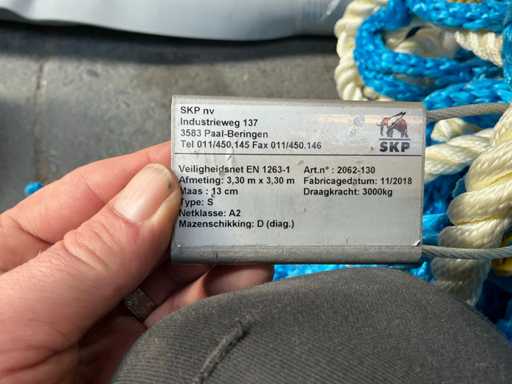 SKP nv
Industrieweg 137
3583 Paal-Beringen
Tel 011/450.145 Fax 011/450.146
SKP
Veiligheidsnet EN 1263-1 Art.n° : 2062-130
Afmeting: 3,30 m x 3,30 m Fabricagedatum: 11/2018
Maas : 13 cm Draagkracht: 3000kg
Type: S
Netklasse: A2
Mazenschikking: D (diag.)